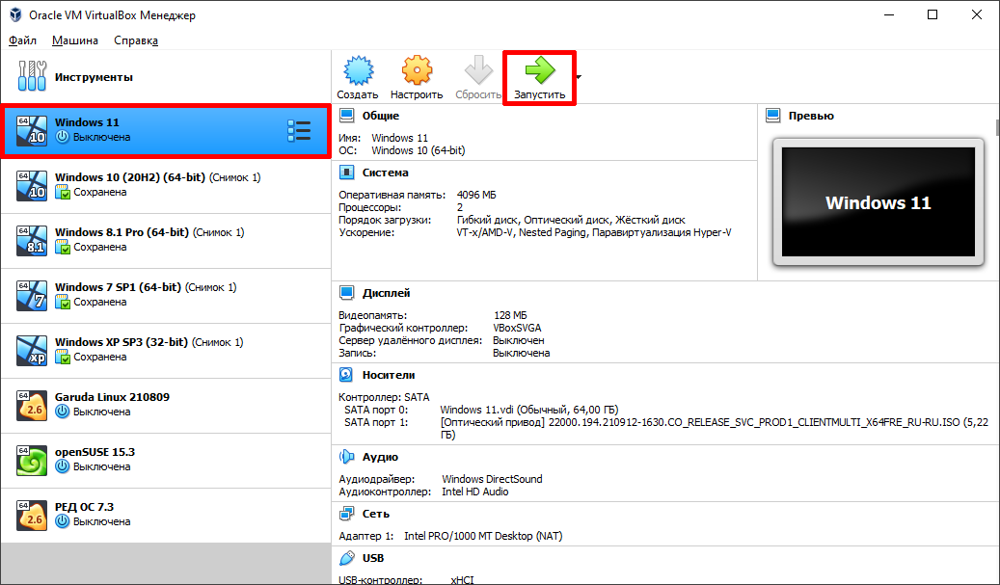 Oracle VM VirtualBox Менеджер
Файл Машина Справка
Инструменты
Создать Настроить Сбросить Запустить
64 10 Windows 11
Выключена
64 10 Windows 10 (20H2) (64-bit) (Снимок 1)
Сохранена
64 8.1 Windows 8.1 Pro (64-bit) (Снимок 1)
Сохранена
64 7 Windows 7 SP1 (64-bit) (Снимок 1)
Сохранена
xp Windows XP SP3 (32-bit) (Снимок 1)
Сохранена
64 2.6 Garuda Linux 210809
Выключена
64 openSUSE 15.3
Выключена
64 2.6 РЕД ОС 7.3
Выключена
Общие
Имя: Windows 11
ОС: Windows 10 (64-bit)
Система
Оперативная память: 4096 МБ
Процессоры: 2
Порядок загрузки: Гибкий диск, Оптический диск, Жёсткий диск
Ускорение: VT-x/AMD-V, Nested Paging, Паравиртуализация Hyper-V
Превью
Windows 11
Дисплей
Видеопамять: 128 МБ
Графический контроллер: VBoxSVGA
Сервер удалённого дисплея: Выключен
Запись: Выключена
Носители
Контроллер: SATA
SATA порт 0: Windows 11.vdi (Обычный, 64,00 ГБ)
SATA порт 1: [Оптический привод] 22000.194.210912-1630.CO_RELEASE_SVC_PROD1_CLIENTMULTI_X64FRE_RU-RU.ISO (5,22
ГБ)
Аудио
Аудиодрайвер: Windows DirectSound
Аудиоконтроллер: Intel HD Audio
Сеть
Адаптер 1: Intel PRO/1000 MT Desktop (NAT)
USB
USB-контроллер: xHCI